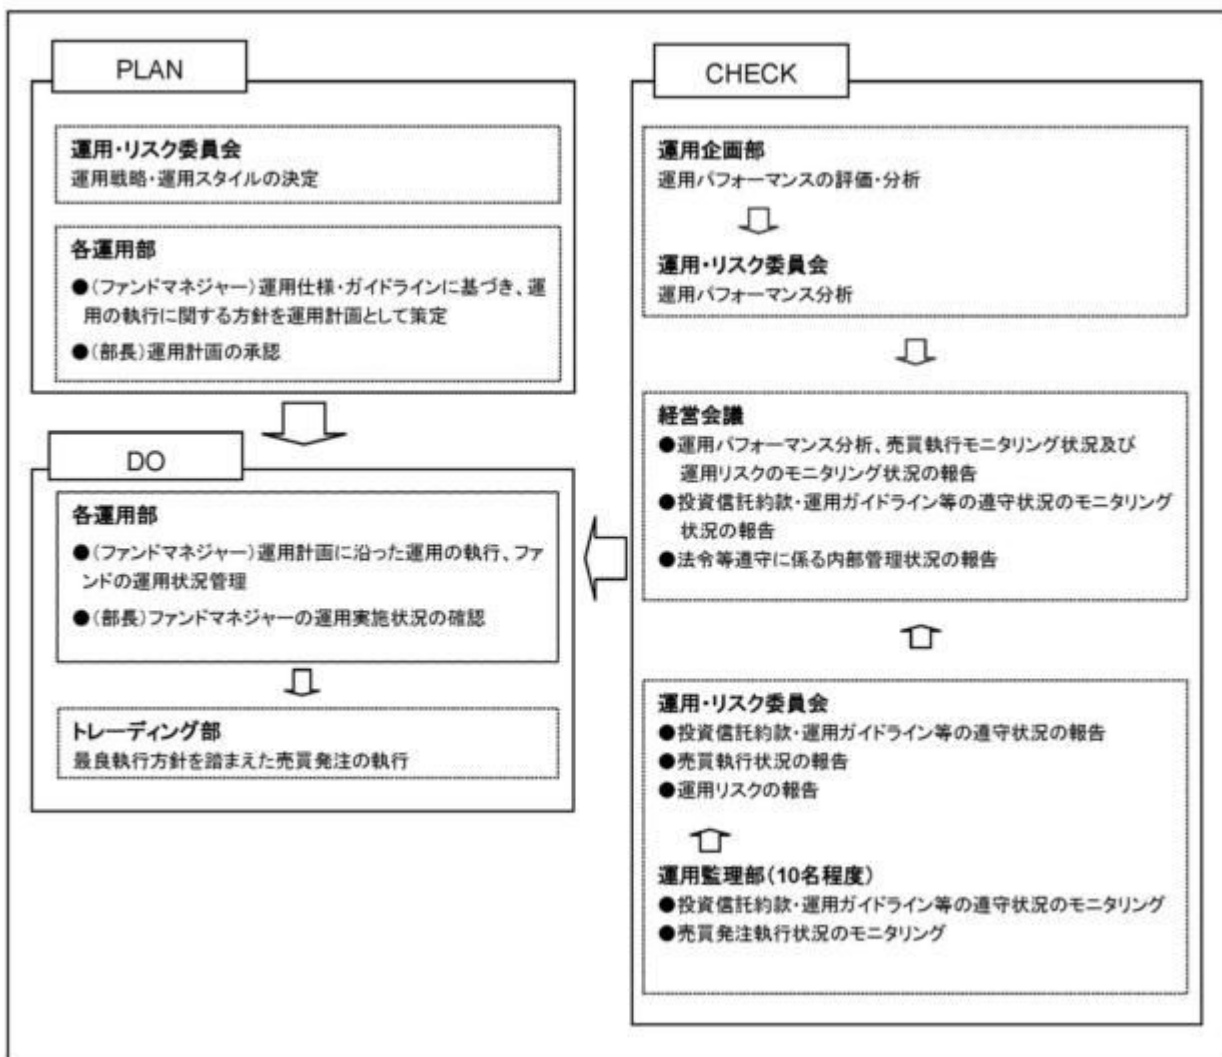 PLAN
運用・リスク委員会
運用戦略・運用スタイルの決定
各運用部
●(ファンドマネジャー)運用仕様・ガイドラインに基づき、運
用の執行に関する方針を運用計画として策定
●(部長)運用計画の承認
DO
各運用部
●(ファンドマネジャー)運用計画に沿った運用の執行、ファ
ンドの運用状況管理
●(部長)ファンドマネジャーの運用実施状況の確認
トレーディング部
最良執行方針を踏まえた売買発注の執行
CHECK
運用企画部
運用パフォーマンスの評価・分析
運用・リスク委員会
運用パフォーマンス分析
経営会議
●運用パフォーマンス分析、売買執行モニタリング状況及び
運用リスクのモニタリング状況の報告
●投資信託約款・運用ガイドライン等の遵守状況のモニタリング
状況の報告
●法令等遵守に係る内部管理状況の報告
運用・リスク委員会
●投資信託約款・運用ガイドライン等の遵守状況の報告
●売買執行状況の報告
●運用リスクの報告
運用監理部(10名程度)
●投資信託約款・運用ガイドライン等の遵守状況のモニタリング
●売買発注執行状況のモニタリング